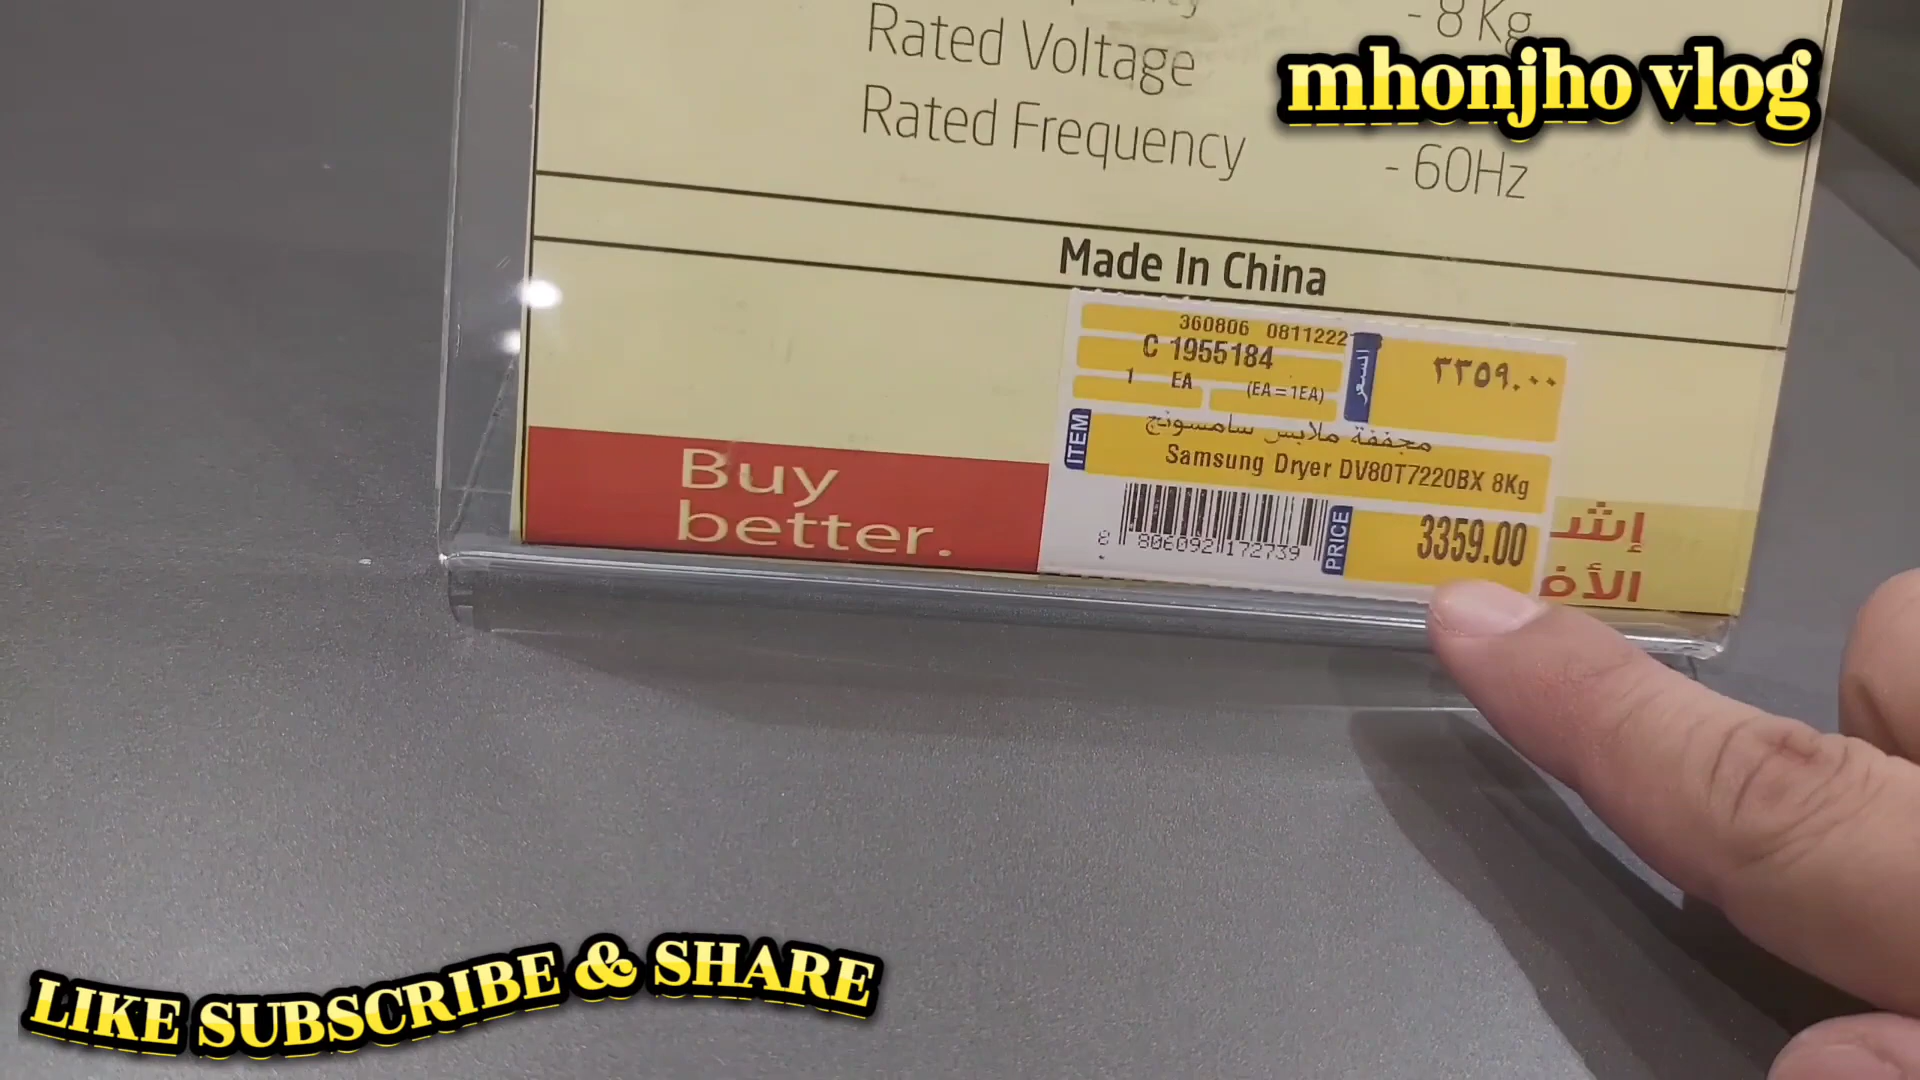 - 8 Kg
Rated Voltage
Rated Frequency - 60Hz
mhonjho vlog
Made In China
360806 0811222
C 1955184
1 EA (EA=1EA)
السعر
٣٣٥٩.٠٠
ITEM
مجففة ملابس سامسونج
Samsung Dryer DV80T7220BX 8Kg
8 806092 172739
PRICE
3359.00
Buy
better.
إشـ
الأف
LIKE SUBSCRIBE & SHARE